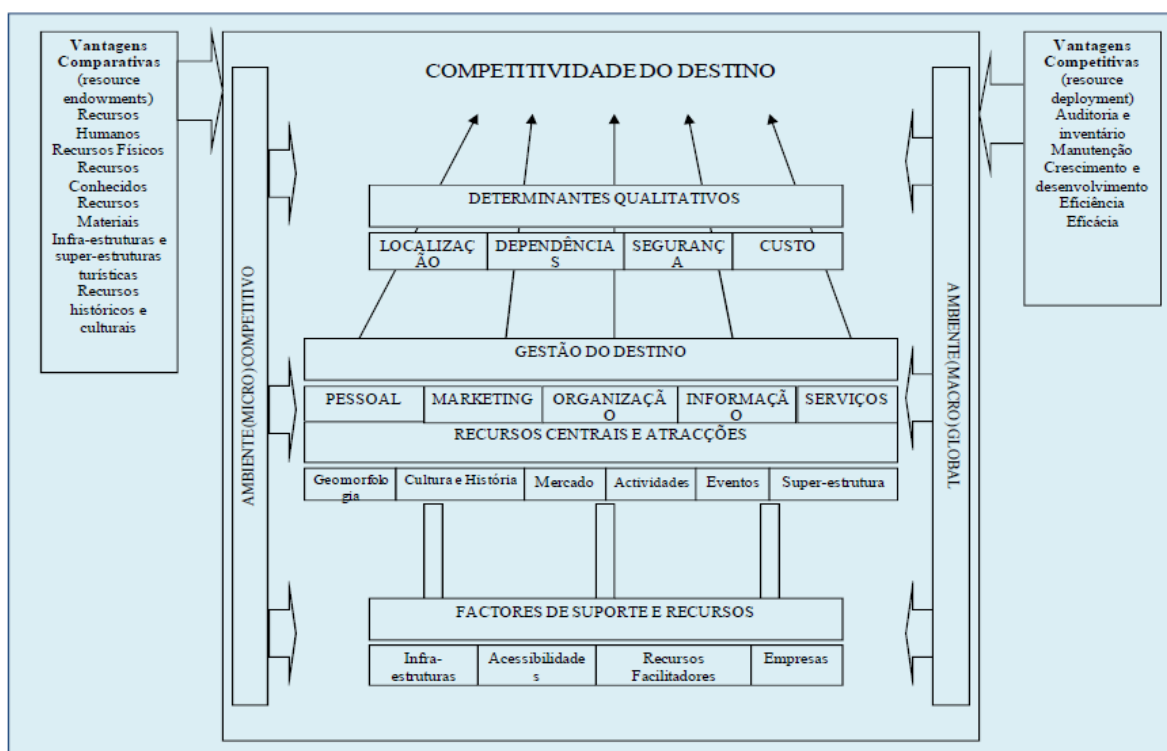 Vantagens
Comparativas
(resource
endowments)
Recursos
Humanos
Recursos Físicos
Recursos
Conhecidos
Recursos
Materiais
Infra-estruturas e
super-estruturas
turísticas
Recursos
históricos e
culturais
AMBIENTE (MICRO) COMPETITIVO
COMPETITIVIDADE DO DESTINO
DETERMINANTES QUALITATIVOS
LOCALIZAÇ
ÃO
DEPENDÊNCIA
S
SEGURANÇ
A
CUSTO
GESTÃO DO DESTINO
PESSOAL
MARKETING
ORGANIZAÇÃ
O
INFORMAÇÃ
O
SERVIÇOS
RECURSOS CENTRAIS E ATRACÇÕES
Geomorfolo
gia
Cultura e História
Mercado
Actividades
Eventos
Super-estrutura
FACTORES DE SUPORTE E RECURSOS
Infra-
estruturas
Acessibilidade
s
Recursos
Facilitadores
Empresas
AMBIENTE (MACRO) GLOBAL
Vantagens
Competitivas
(resource
deployment)
Auditoria e
inventário
Manutenção
Crescimento e
desenvolvimento
Eficiência
Eficácia